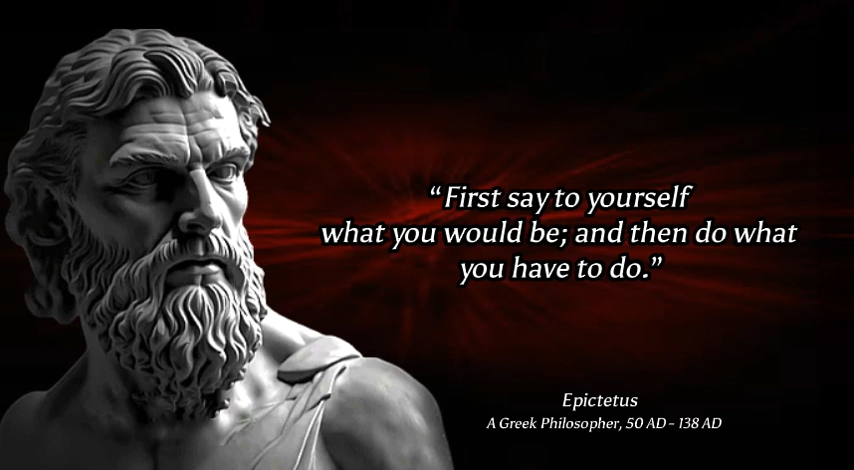 “First say to yourself
what you would be; and then do what
you have to do.”
Epictetus
A Greek Philosopher, 50 AD - 138 AD